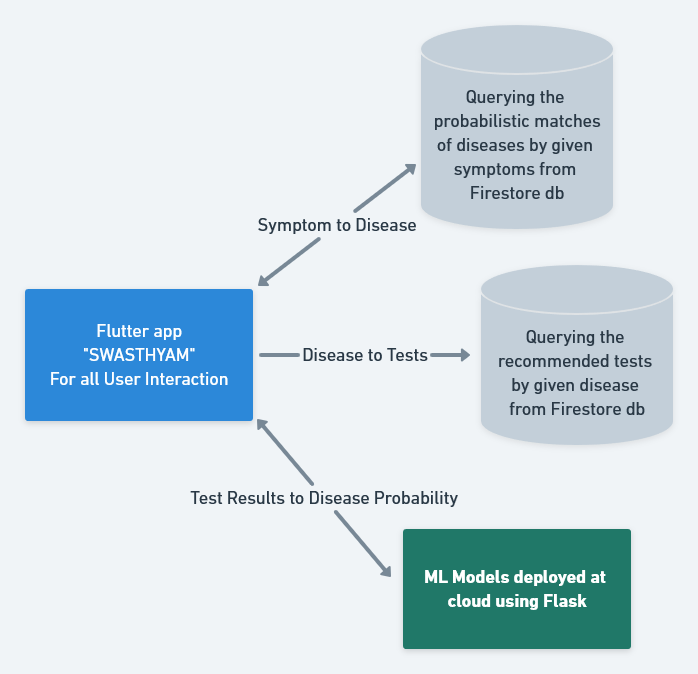 Querying the
probabilistic matches
of diseases by given
symptoms from
Firestore db
Symptom to Disease
Flutter app
"SWASTHYAM"
For all User Interaction
Disease to Tests
Querying the
recommended tests
by given disease
from Firestore db
Test Results to Disease Probability
ML Models deployed at
cloud using Flask